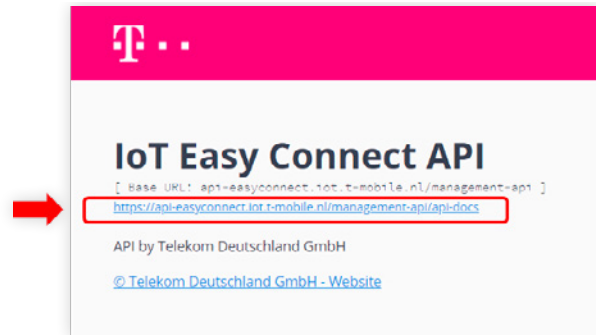 T
IoT Easy Connect API
[ Base URL: api-easyconnect.iot.t-mobile.nl/management-api ]
https://api-easyconnect.iot.t-mobile.nl/management-api/api-docs
API by Telekom Deutschland GmbH
© Telekom Deutschland GmbH - Website